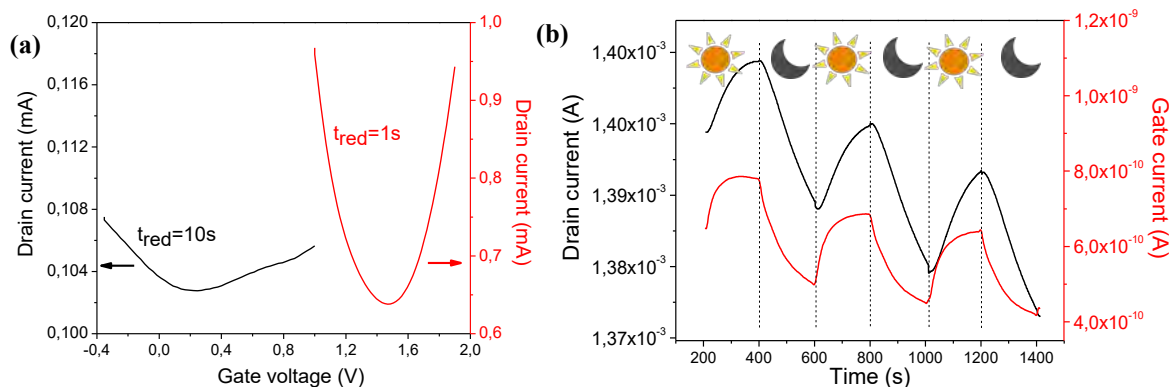 (a)
Drain current (mA)
0,120
0,116
0,112
0,108
0,104
0,100
t_red=10s
t_red=1s
1,0
0,9
0,8
0,7
0,6
Drain current (mA)
-0,4 0,0 0,4 0,8 1,2 1,6 2,0
Gate voltage (V)
(b)
Drain current (A)
1,40x10⁻³
1,40x10⁻³
1,39x10⁻³
1,38x10⁻³
1,37x10⁻³
1,2x10⁻⁹
1,0x10⁻⁹
8,0x10⁻¹⁰
6,0x10⁻¹⁰
4,0x10⁻¹⁰
Gate current (A)
200 400 600 800 1000 1200 1400
Time (s)